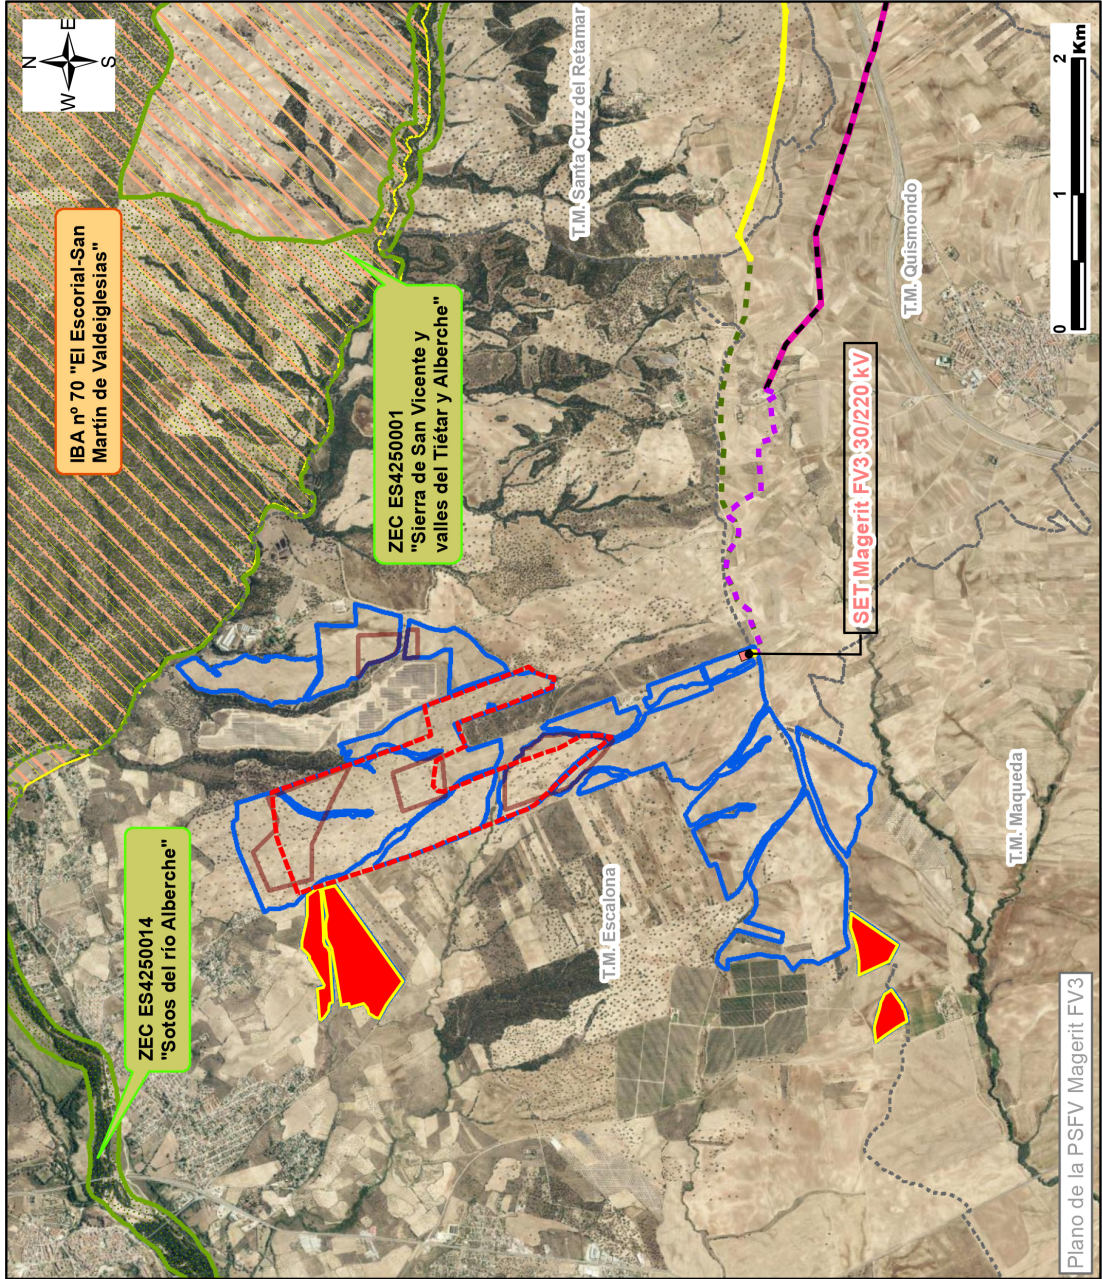 N
W E
S
IBA nº 70 "El Escorial-San
Martín de Valdeiglesias"
ZEC ES4250014
"Sotos del río Alberche"
ZEC ES4250001
"Sierra de San Vicente y
valles del Tiétar y Alberche"
T.M. Santa Cruz del Retamar
T.M. Escalona
SET Magerit FV3 30/220 kV
T.M. Quismondo
T.M. Maqueda
0 1 2
Km
Plano de la PSFV Magerit FV3